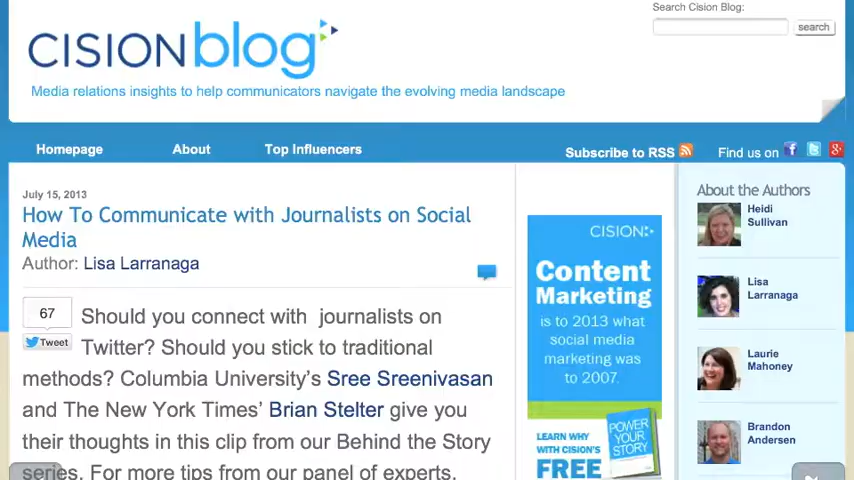 Search Cision Blog:
search
CISIONblog
Media relations insights to help communicators navigate the evolving media landscape
Homepage
About
Top Influencers
Subscribe to RSS
Find us on
July 15, 2013
How To Communicate with Journalists on Social
Media
Author: Lisa Larranaga
67
Tweet
Should you connect with journalists on
Twitter? Should you stick to traditional
methods? Columbia University's Sree Sreenivasan
and The New York Times' Brian Stelter give you
their thoughts in this clip from our Behind the Story
series. For more tips from our panel of experts,
CISION
Content
Marketing
is to 2013 what
social media
marketing was
to 2007.
LEARN WHY
WITH CISION'S
FREE
POWER
YOUR
STORY
About the Authors
Heidi
Sullivan
Lisa
Larranaga
Laurie
Mahoney
Brandon
Andersen